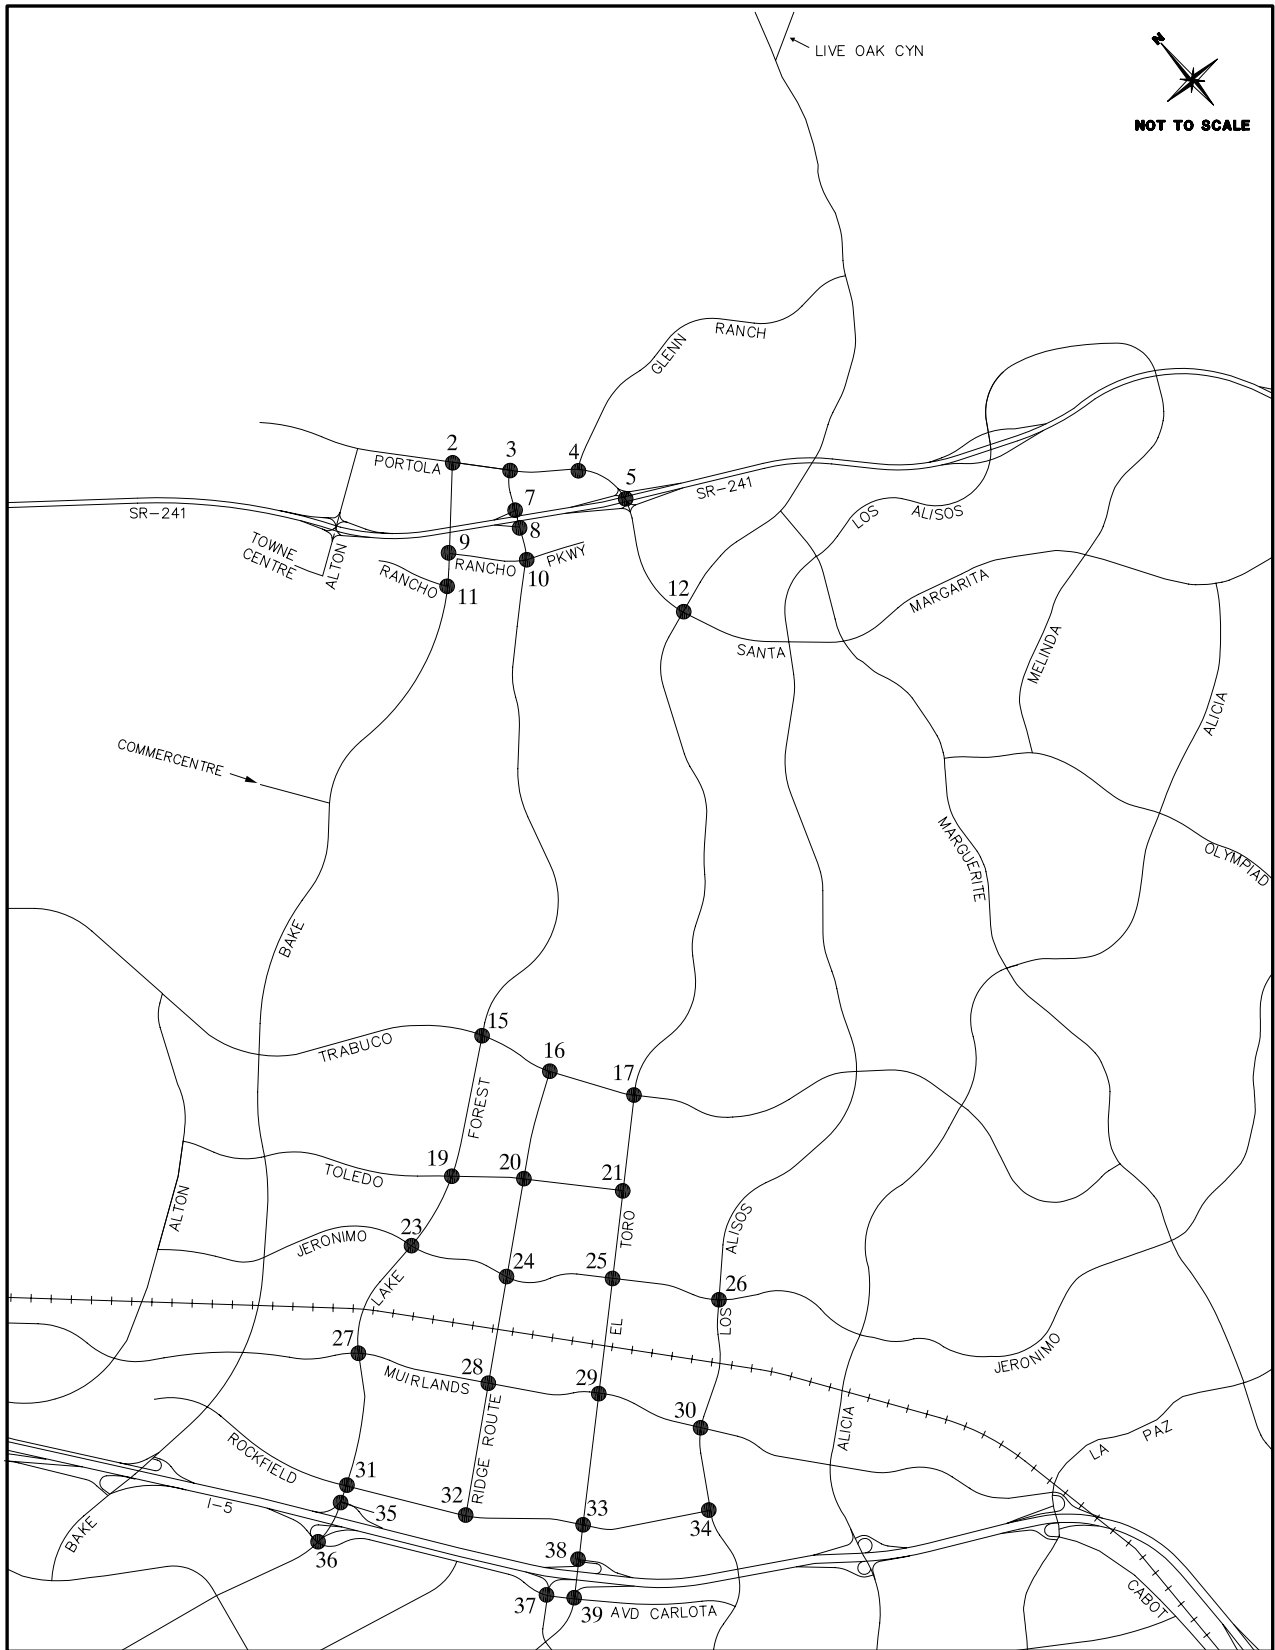 LIVE OAK CYN
N
NOT TO SCALE
RANCH
GLENN
2
3
4
PORTOLA
5
SR-241
SR-241
7
LOS
ALISOS
8
TOWNE
CENTRE
ALTON
9
RANCHO
PKWY
RANCHO
10
11
MARGARITA
12
SANTA
MELINDA
ALICIA
COMMERCENTRE
MARGUERITE
OLYMPIAD
BAKE
15
TRABUCO
16
17
FOREST
19
20
21
TOLEDO
ALTON
TORO
ALISOS
23
JERONIMO
24
25
26
LAKE
EL
LOS
27
JERONIMO
28
MUIRLANDS
29
30
RIDGE ROUTE
ALICIA
LA PAZ
ROCKFIELD
31
I-5
35
32
33
34
BAKE
36
38
37
39
AVD CARLOTA
CABOT